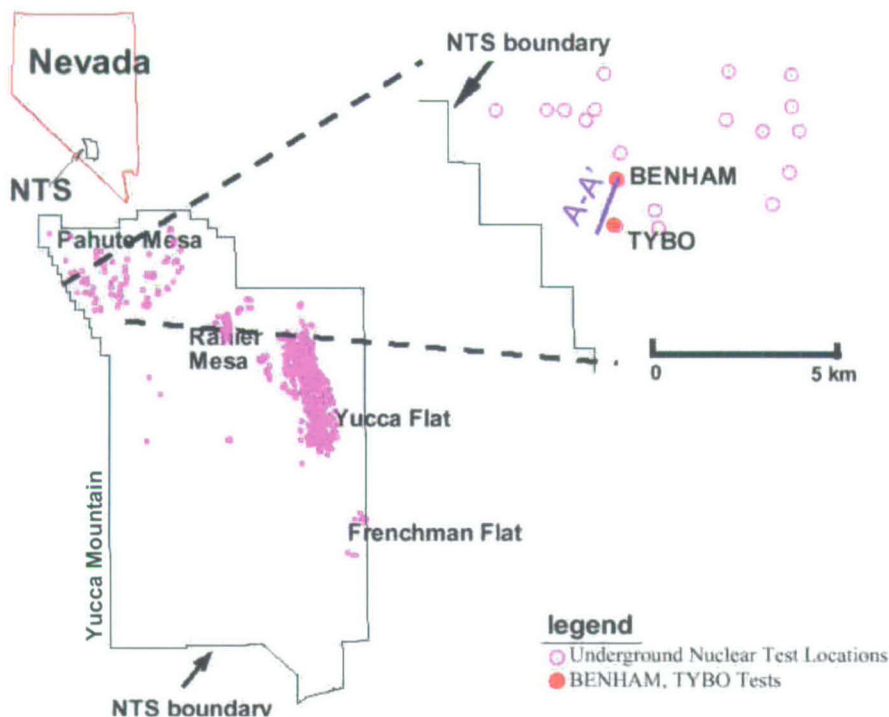 Nevada
NTS
NTS boundary
BENHAM
A-A'
TYBO
0 5 km
Pahute Mesa
Ranier
Mesa
Yucca Flat
Frenchman Flat
Yucca Mountain
NTS boundary
legend
Underground Nuclear Test Locations
BENHAM, TYBO Tests